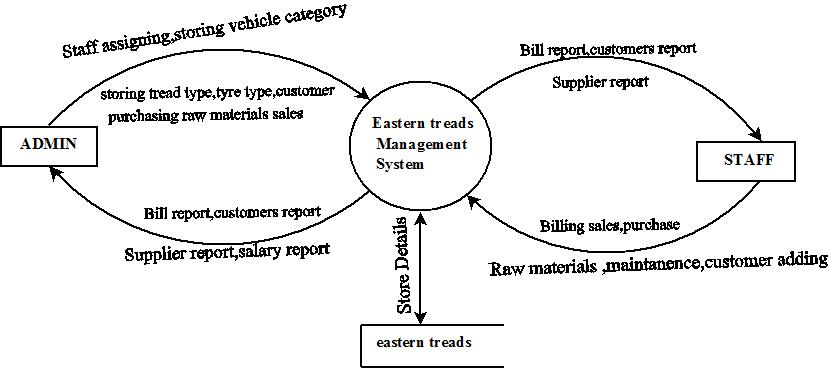 Staff assigning,storing vehicle category
storing tread type,tyre type,customer
purchasing raw materials sales
ADMIN
Bill report,customers report
Supplier report,salary report
Eastern treads
Management
System
Bill report,customers report
Supplier report
STAFF
Billing sales,purchase
Raw materials ,maintanence,customer adding
Store Details
eastern treads